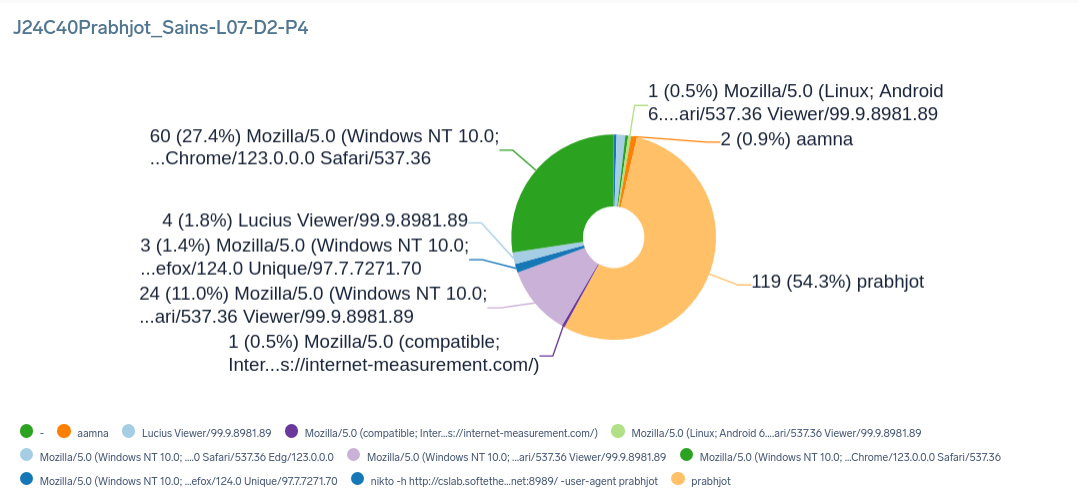 J24C40Prabhjot_Sains-L07-D2-P4
1 (0.5%) Mozilla/5.0 (Linux; Android
6....ari/537.36 Viewer/99.9.8981.89
60 (27.4%) Mozilla/5.0 (Windows NT 10.0;
...Chrome/123.0.0.0 Safari/537.36
2 (0.9%) aamna
4 (1.8%) Lucius Viewer/99.9.8981.89
3 (1.4%) Mozilla/5.0 (Windows NT 10.0;
...efox/124.0 Unique/97.7.7271.70
119 (54.3%) prabhjot
24 (11.0%) Mozilla/5.0 (Windows NT 10.0;
...ari/537.36 Viewer/99.9.8981.89
1 (0.5%) Mozilla/5.0 (compatible;
Inter...s://internet-measurement.com/)
- aamna Lucius Viewer/99.9.8981.89 Mozilla/5.0 (compatible; Inter...s://internet-measurement.com/) Mozilla/5.0 (Linux; Android 6....ari/537.36 Viewer/99.9.8981.89
Mozilla/5.0 (Windows NT 10.0; ....0 Safari/537.36 Edg/123.0.0.0 Mozilla/5.0 (Windows NT 10.0; ...ari/537.36 Viewer/99.9.8981.89 Mozilla/5.0 (Windows NT 10.0; ...Chrome/123.0.0.0 Safari/537.36
Mozilla/5.0 (Windows NT 10.0; ...efox/124.0 Unique/97.7.7271.70 nikto -h http://cslab.softethe...net:8989/ -user-agent prabhjot prabhjot